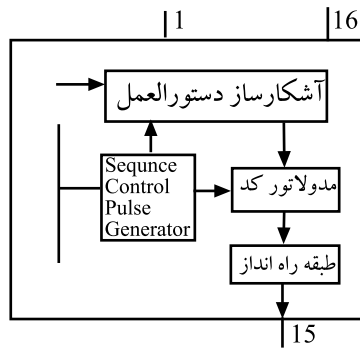 1
16
آشکارساز دستورالعمل
Sequnce
Control
Pulse
Generator
مدولاتور کد
طبقه راه انداز
15